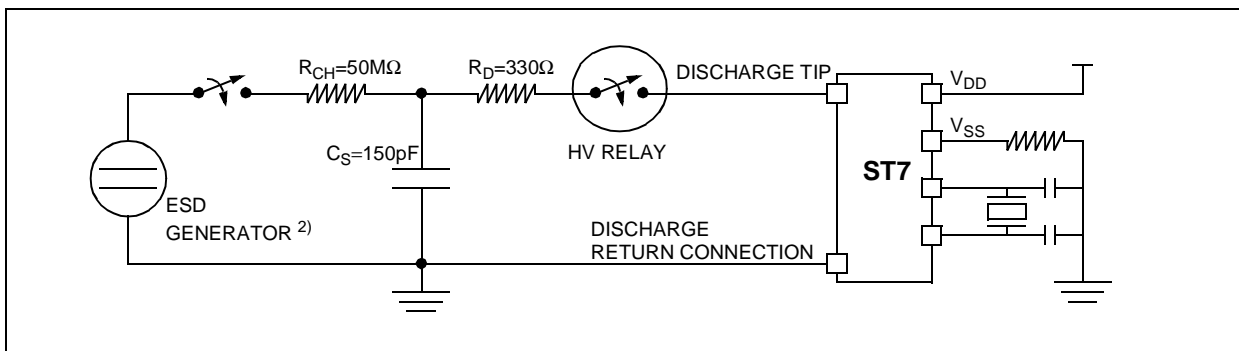 R_CH=50MΩ
R_D=330Ω
DISCHARGE TIP
V_DD
V_SS
C_S=150pF
HV RELAY
ST7
ESD
GENERATOR 2)
DISCHARGE
RETURN CONNECTION